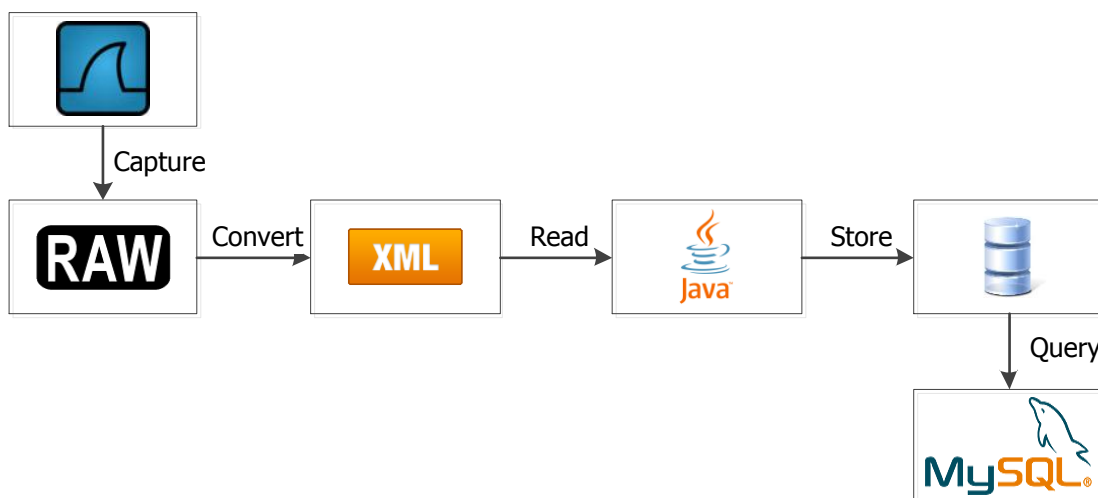 Capture
RAW
Convert
XML
Read
Java
Store
Query
MySQL®